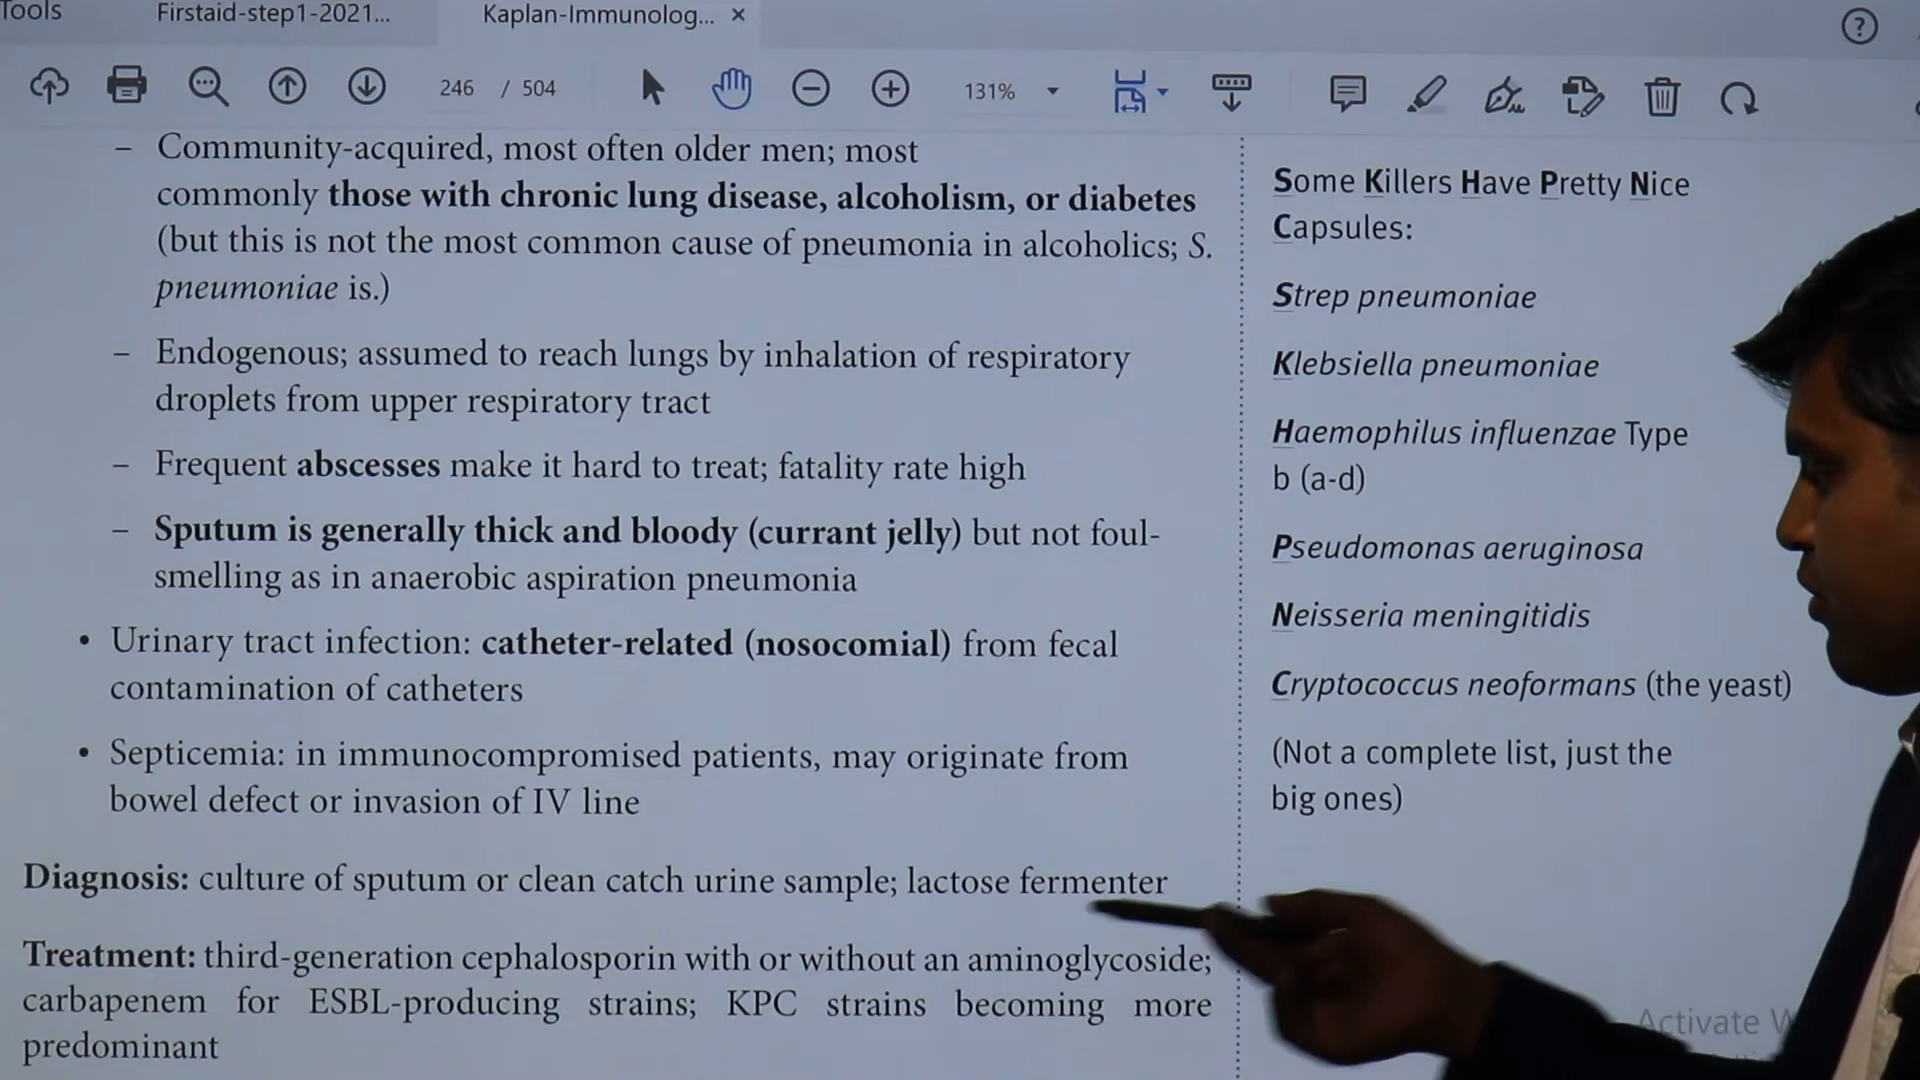 Tools
Firstaid-step1-2021...
Kaplan-Immunolog...
246 / 504
131%
– Community-acquired, most often older men; most
commonly those with chronic lung disease, alcoholism, or diabetes
(but this is not the most common cause of pneumonia in alcoholics; S.
pneumoniae is.)
– Endogenous; assumed to reach lungs by inhalation of respiratory
droplets from upper respiratory tract
– Frequent abscesses make it hard to treat; fatality rate high
– Sputum is generally thick and bloody (currant jelly) but not foul-
smelling as in anaerobic aspiration pneumonia
• Urinary tract infection: catheter-related (nosocomial) from fecal
contamination of catheters
• Septicemia: in immunocompromised patients, may originate from
bowel defect or invasion of IV line
Diagnosis: culture of sputum or clean catch urine sample; lactose fermenter
Treatment: third-generation cephalosporin with or without an aminoglycoside;
carbapenem for ESBL-producing strains; KPC strains becoming more
predominant
Some Killers Have Pretty Nice
Capsules:
Strep pneumoniae
Klebsiella pneumoniae
Haemophilus influenzae Type
b (a-d)
Pseudomonas aeruginosa
Neisseria meningitidis
Cryptococcus neoformans (the yeast)
(Not a complete list, just the
big ones)
Activate